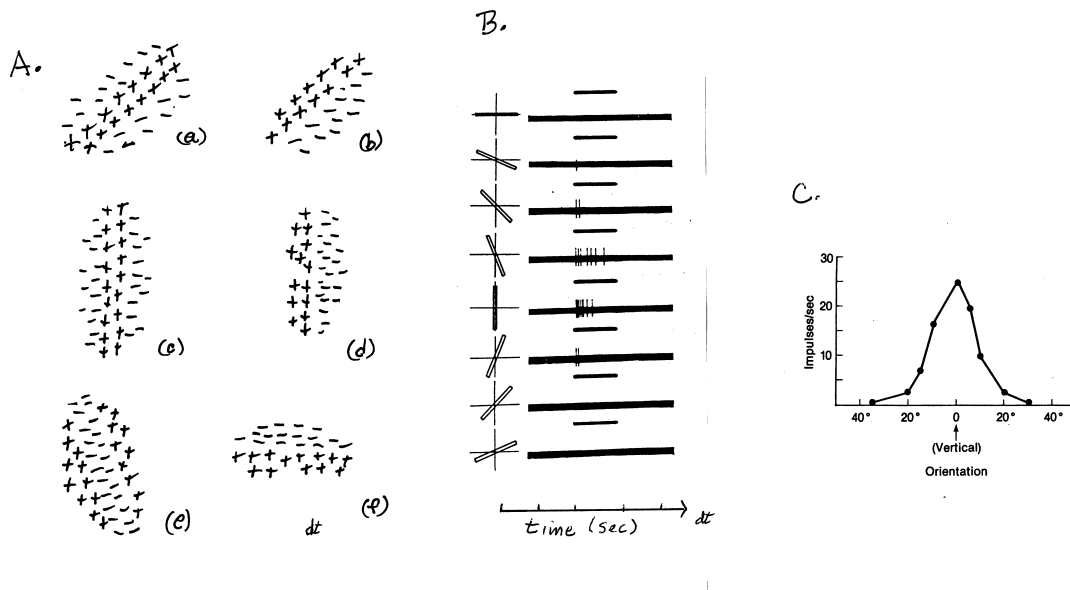 A.
(a)
(b)
(c)
(d)
(e)
(f)
dt
B.
time (sec)
dt
C.
Impulses/sec
30
20
10
40° 20° 0 20° 40°
(Vertical)
Orientation